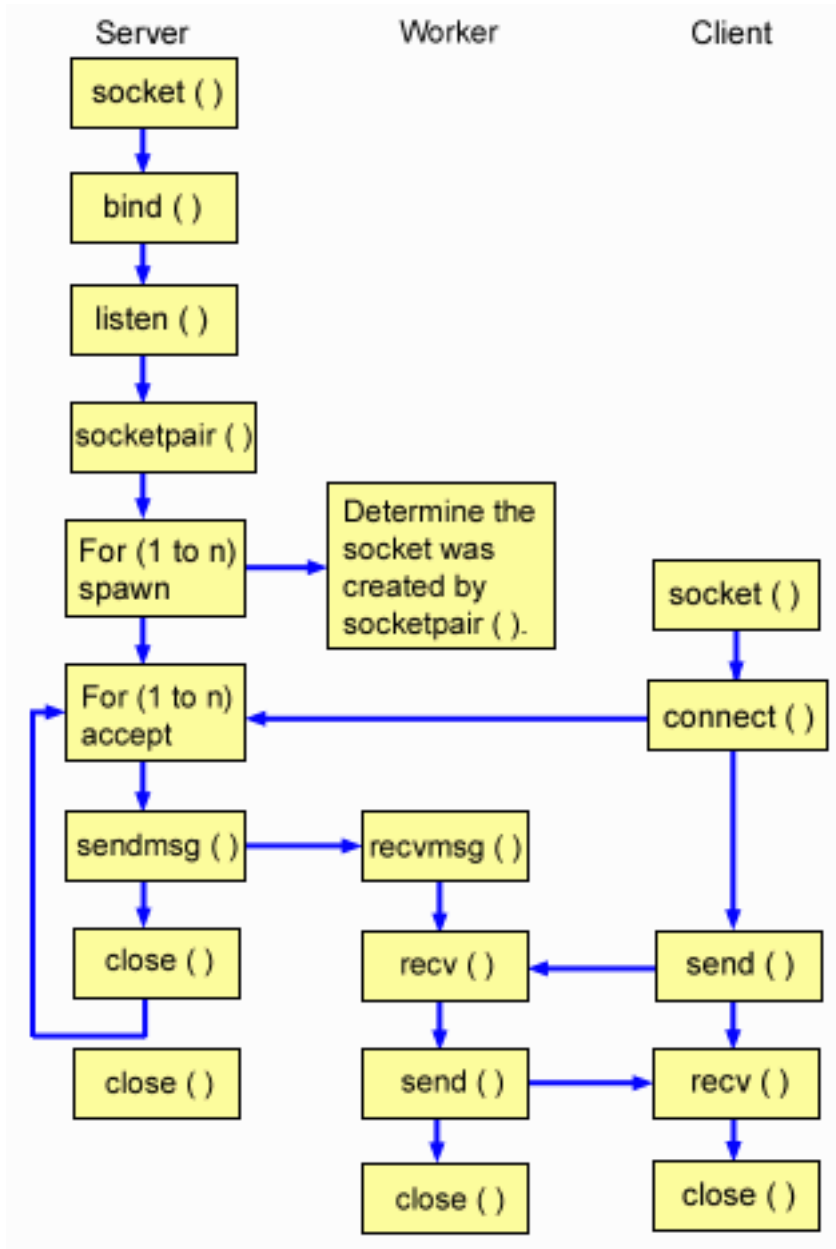 Server
Worker
Client
socket ( )
bind ( )
listen ( )
socketpair ( )
For (1 to n)
spawn
Determine the
socket was
created by
socketpair ( ).
socket ( )
For (1 to n)
accept
connect ( )
sendmsg ( )
recvmsg ( )
close ( )
recv ( )
send ( )
close ( )
send ( )
recv ( )
close ( )
close ( )